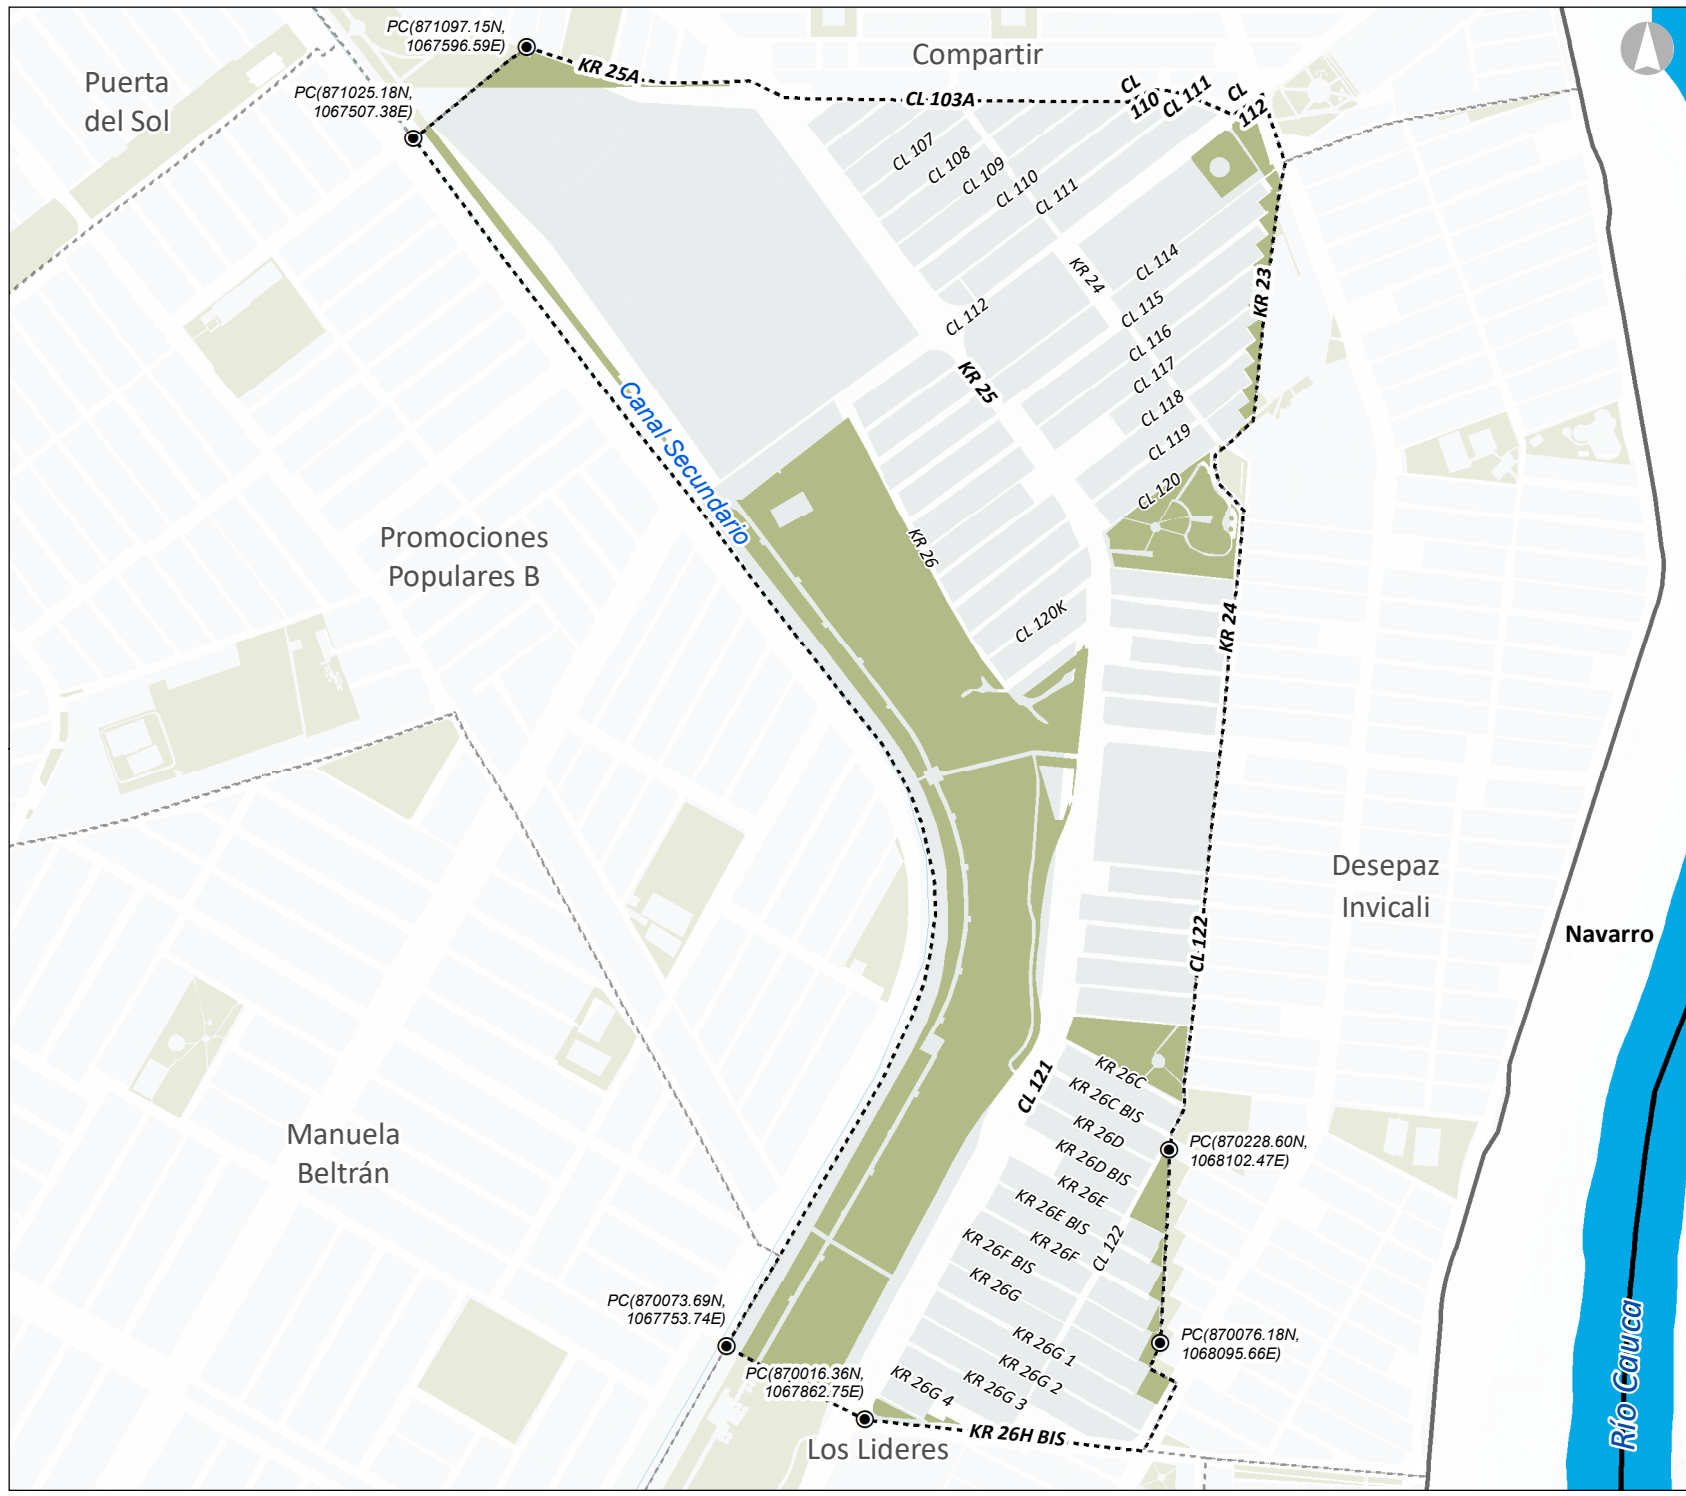 PC(871097.15N,
1067596.59E)
Compartir
Puerta
del Sol
KR 25A
PC(871025.18N,
1067507.38E)
CL 103A
CL
110
CL 111
CL
112
CL 107
CL 108
CL 109
CL 110
CL 111
KR 24
CL 114
KR 23
CL 112
CL 115
CL 116
KR 25
CL 117
CL 118
Canal Secundario
CL 119
CL 120
Promociones
Populares B
KR 26
CL 120K
KR 24
Desepaz
Invicali
CL 122
Navarro
CL 121
KR 26C
KR 26C BIS
KR 26D
KR 26D BIS
KR 26E
KR 26E BIS
KR 26F
KR 26F BIS
KR 26G
CL 122
PC(870228.60N,
1068102.47E)
Manuela
Beltrán
PC(870073.69N,
1067753.74E)
PC(870076.18N,
1068095.66E)
KR 26G 1
KR 26G 2
KR 26G 3
KR 26G 4
PC(870016.36N,
1067862.75E)
KR 26H BIS
Los Lideres
Río Cauca